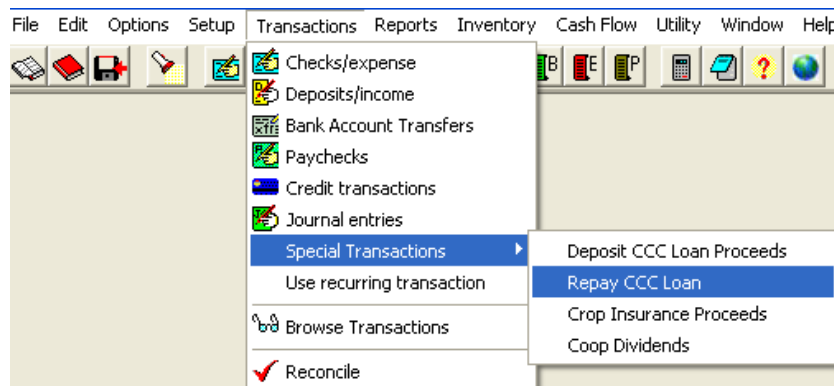 File Edit Options Setup Transactions Reports Inventory Cash Flow Utility Window Help
B E P ?
Checks/expense
Deposits/income
xfr Bank Account Transfers
Paychecks
Credit transactions
Journal entries
Special Transactions
Deposit CCC Loan Proceeds
Use recurring transaction
Repay CCC Loan
Crop Insurance Proceeds
Browse Transactions
Coop Dividends
Reconcile